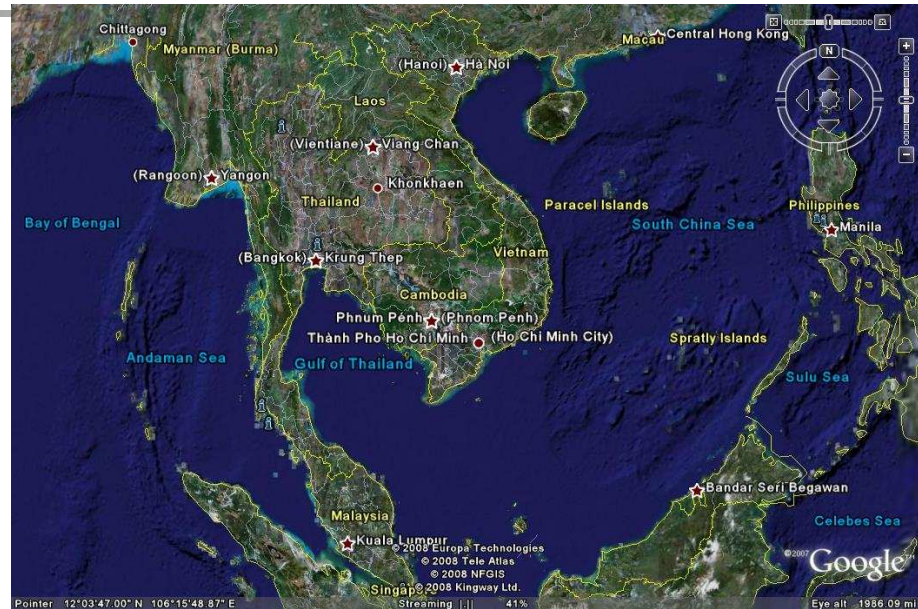 Chittagong
Myanmar (Burma)
Macau
Central Hong Kong
(Hanoi) Hà Nội
Laos
N
(Vientiane) Viang Chan
(Rangoon) Yangon
Khonkhaen
Thailand
Paracel Islands
Philippines
Bay of Bengal
South China Sea
Manila
Vietnam
(Bangkok) Krung Thep
Cambodia
Phnum Pénh (Phnom Penh)
Thành Pho Ho Chi Minh (Ho Chi Minh City)
Spratly Islands
Andaman Sea
Gulf of Thailand
Sulu Sea
Bandar Seri Begawan
Malaysia
Celebes Sea
Kuala Lumpur
© 2008 Europa Technologies
© 2008 Tele Atlas
© 2008 NFGIS
© 2008 Kingway Ltd.
Singap
©2007 Google™
Pointer 12°03'47.00" N 106°15'48.87" E
Streaming |.|| 41%
Eye alt 1986.09 mi